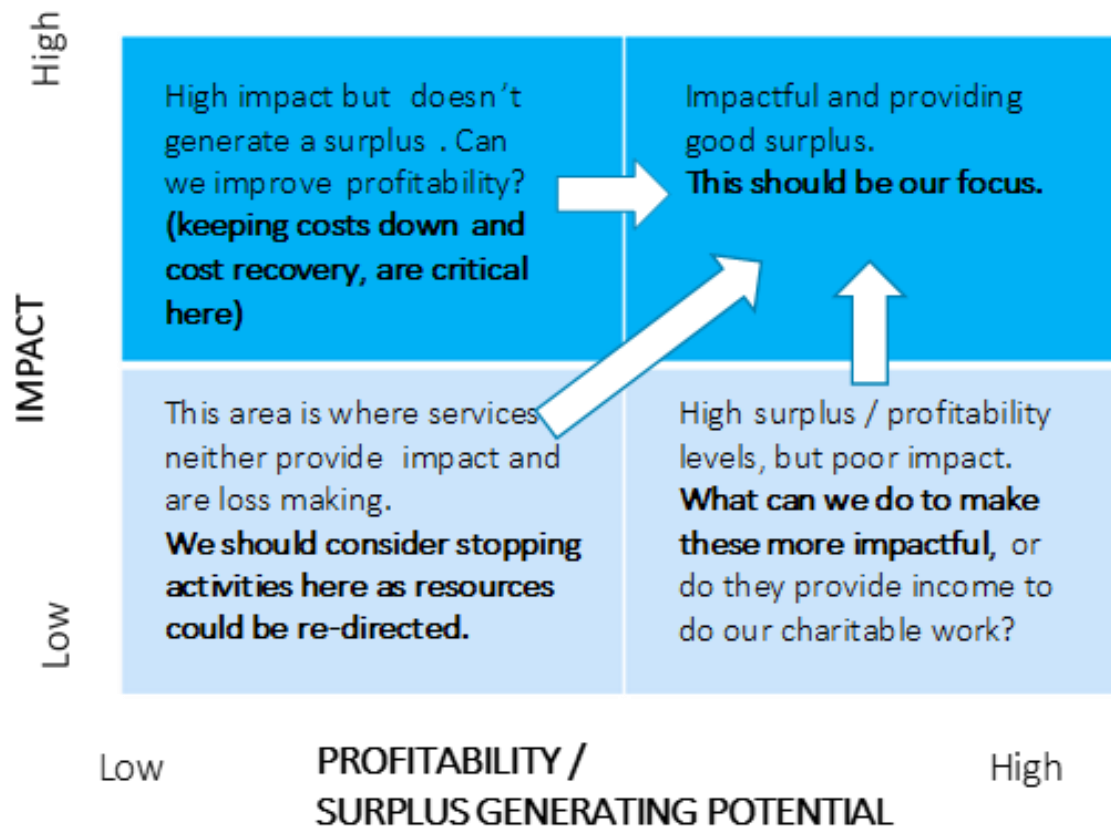 High
High impact but doesn't
generate a surplus . Can
we improve profitability?
(keeping costs down and
cost recovery, are critical
here)
Impactful and providing
good surplus.
This should be our focus.
IMPACT
This area is where services
neither provide impact and
are loss making.
We should consider stopping
activities here as resources
could be re-directed.
High surplus / profitability
levels, but poor impact.
What can we do to make
these more impactful, or
do they provide income to
do our charitable work?
Low
Low
PROFITABILITY /
SURPLUS GENERATING POTENTIAL
High